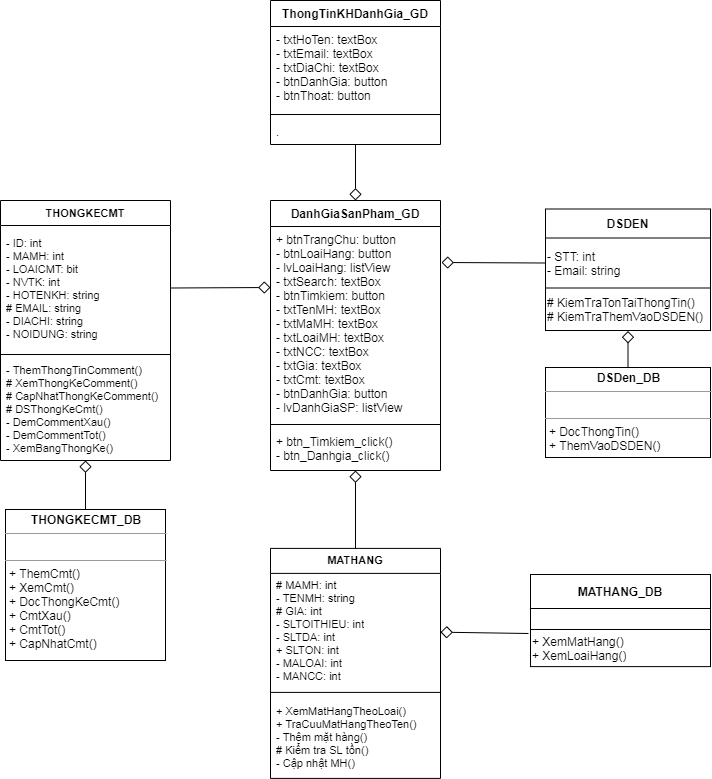 ThongTinKHDanhGia_GD
- txtHoTen: textBox
- txtEmail: textBox
- txtDiaChi: textBox
- btnDanhGia: button
- btnThoat: button
.
THONGKECMT
- ID: int
- MAMH: int
- LOAICMT: bit
- NVTK: int
- HOTENKH: string
# EMAIL: string
- DIACHI: string
- NOIDUNG: string
- ThemThongTinComment()
# XemThongKeComment()
# CapNhatThongKeComment()
# DSThongKeCmt()
- DemCommentXau()
- DemCommentTot()
- XemBangThongKe()
DanhGiaSanPham_GD
+ btnTrangChu: button
- btnLoaiHang: button
- lvLoaiHang: listView
- txtSearch: textBox
- btnTimkiem: button
- txtTenMH: textBox
- txtMaMH: textBox
- txtLoaiMH: textBox
- txtNCC: textBox
- txtGia: textBox
- txtCmt: textBox
- btnDanhGia: button
- lvDanhGiaSP: listView
+ btn_Timkiem_click()
- btn_Danhgia_click()
DSDEN
- STT: int
- Email: string
# KiemTraTonTaiThongTin()
# KiemTraThemVaoDSDEN()
DSDen_DB
+ DocThongTin()
+ ThemVaoDSDEN()
THONGKECMT_DB
+ ThemCmt()
+ XemCmt()
+ DocThongKeCmt()
+ CmtXau()
+ CmtTot()
+ CapNhatCmt()
MATHANG
# MAMH: int
- TENMH: string
# GIA: int
- SLTOITHIEU: int
- SLTDA: int
+ SLTON: int
- MALOAI: int
- MANCC: int
+ XemMatHangTheoLoai()
+ TraCuuMatHangTheoTen()
- Thêm mặt hàng()
# Kiểm tra SL tồn()
- Cập nhật MH()
MATHANG_DB
+ XemMatHang()
+ XemLoaiHang()